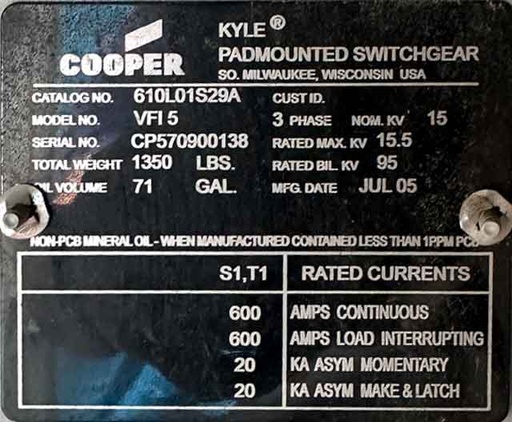 COOPER
KYLE®
PADMOUNTED SWITCHGEAR
SO. MILWAUKEE, WISCONSIN USA
CATALOG NO. 610L01S29A CUST ID.
MODEL NO. VFI 5 3 PHASE NOM. KV 15
SERIAL NO. CP570900138 RATED MAX. KV 15.5
TOTAL WEIGHT 1350 LBS. RATED BIL KV 95
OIL VOLUME 71 GAL. MFG. DATE JUL 05
NON-PCB MINERAL OIL - WHEN MANUFACTURED CONTAINED LESS THAN 1PPM PCB
S1,T1 RATED CURRENTS
600 AMPS CONTINUOUS
600 AMPS LOAD INTERRUPTING
20 KA ASYM MOMENTARY
20 KA ASYM MAKE & LATCH